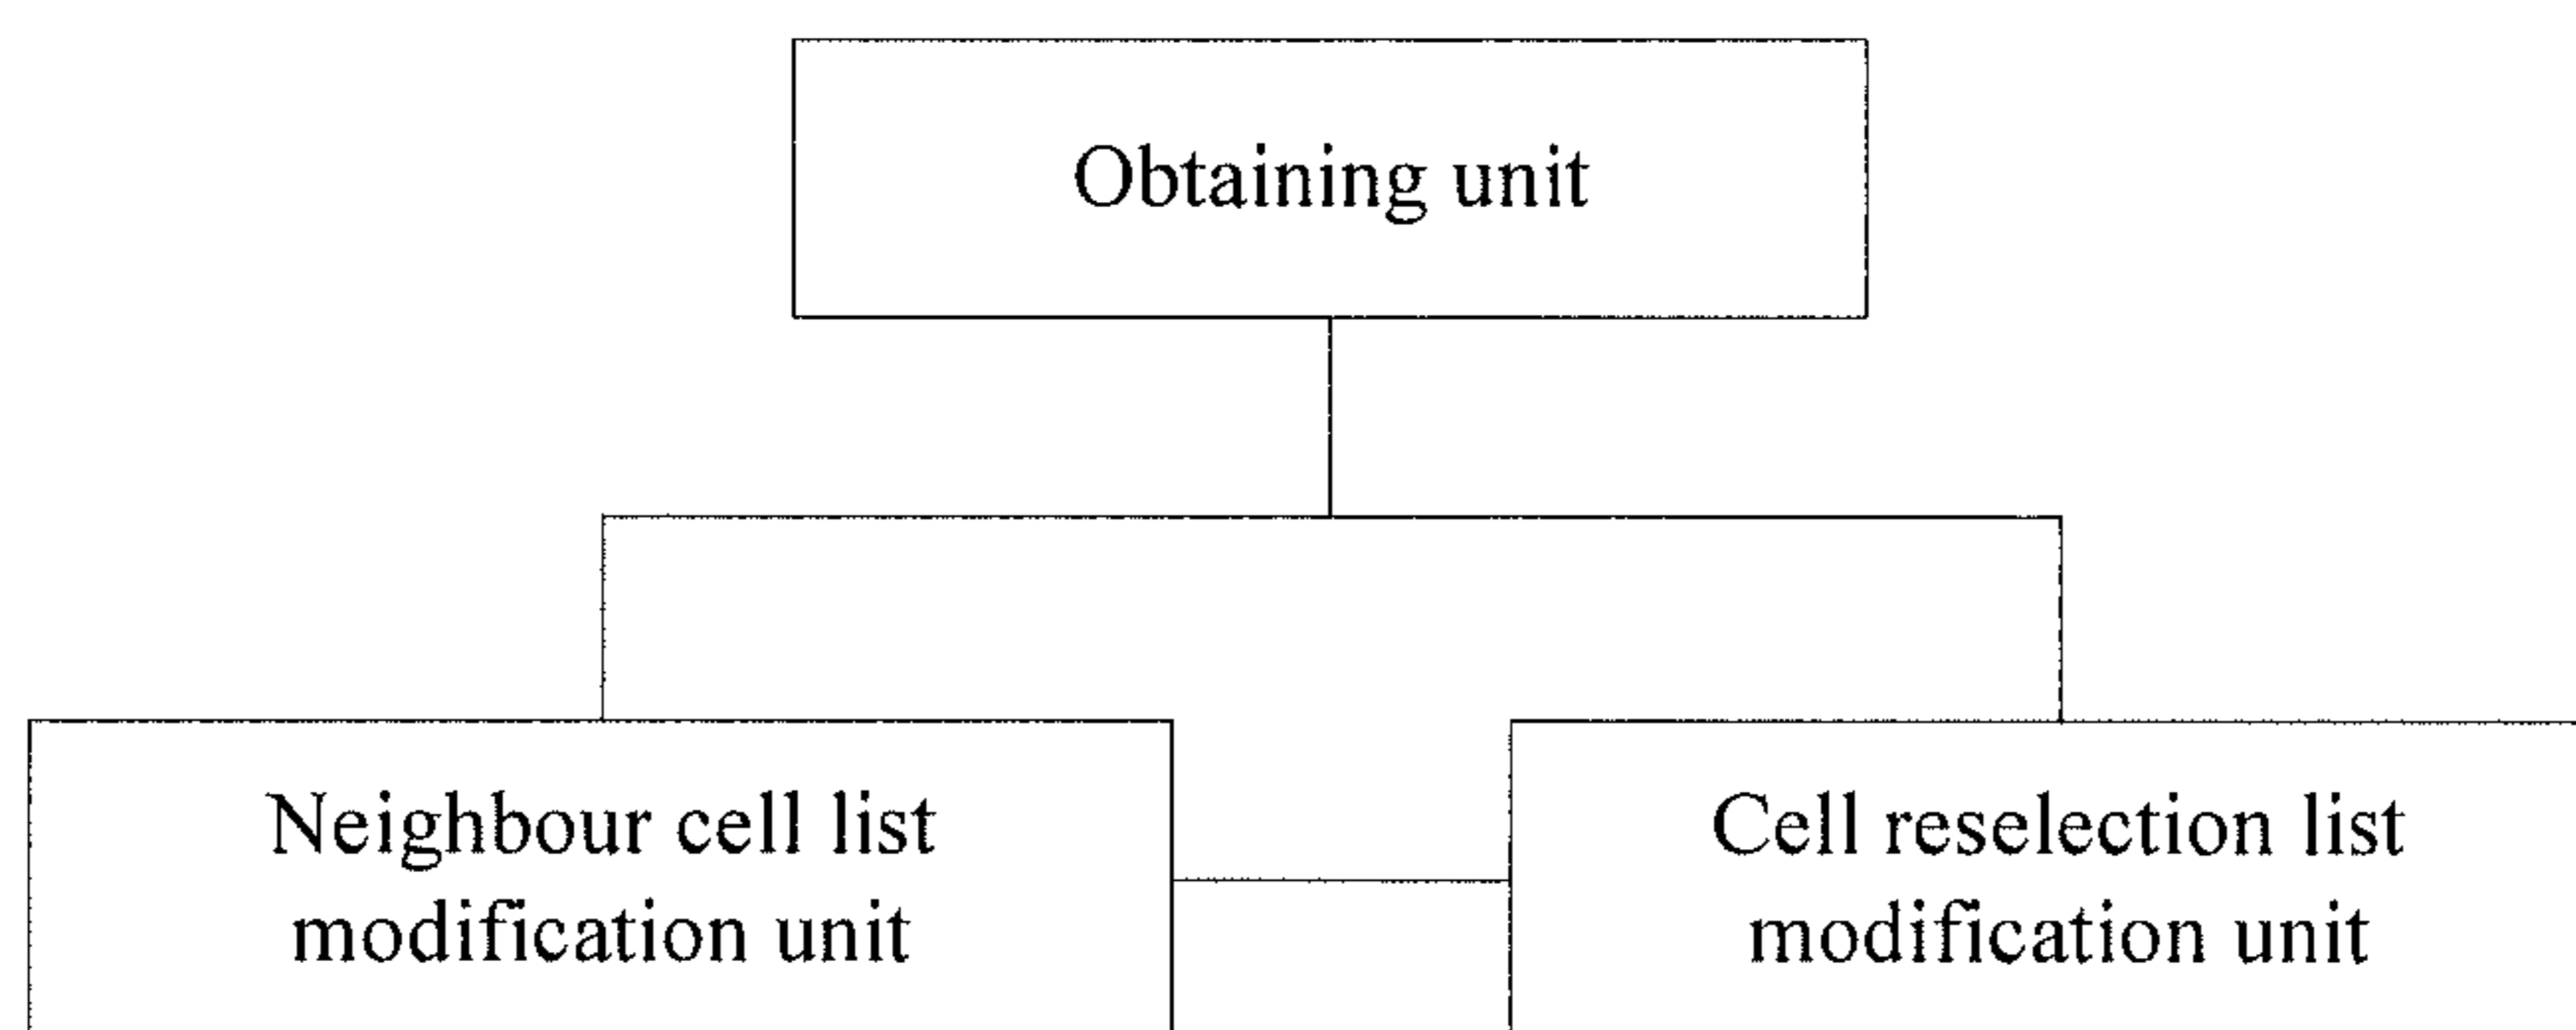 Obtaining unit
Neighbour cell list
modification unit
Cell reselection list
modification unit